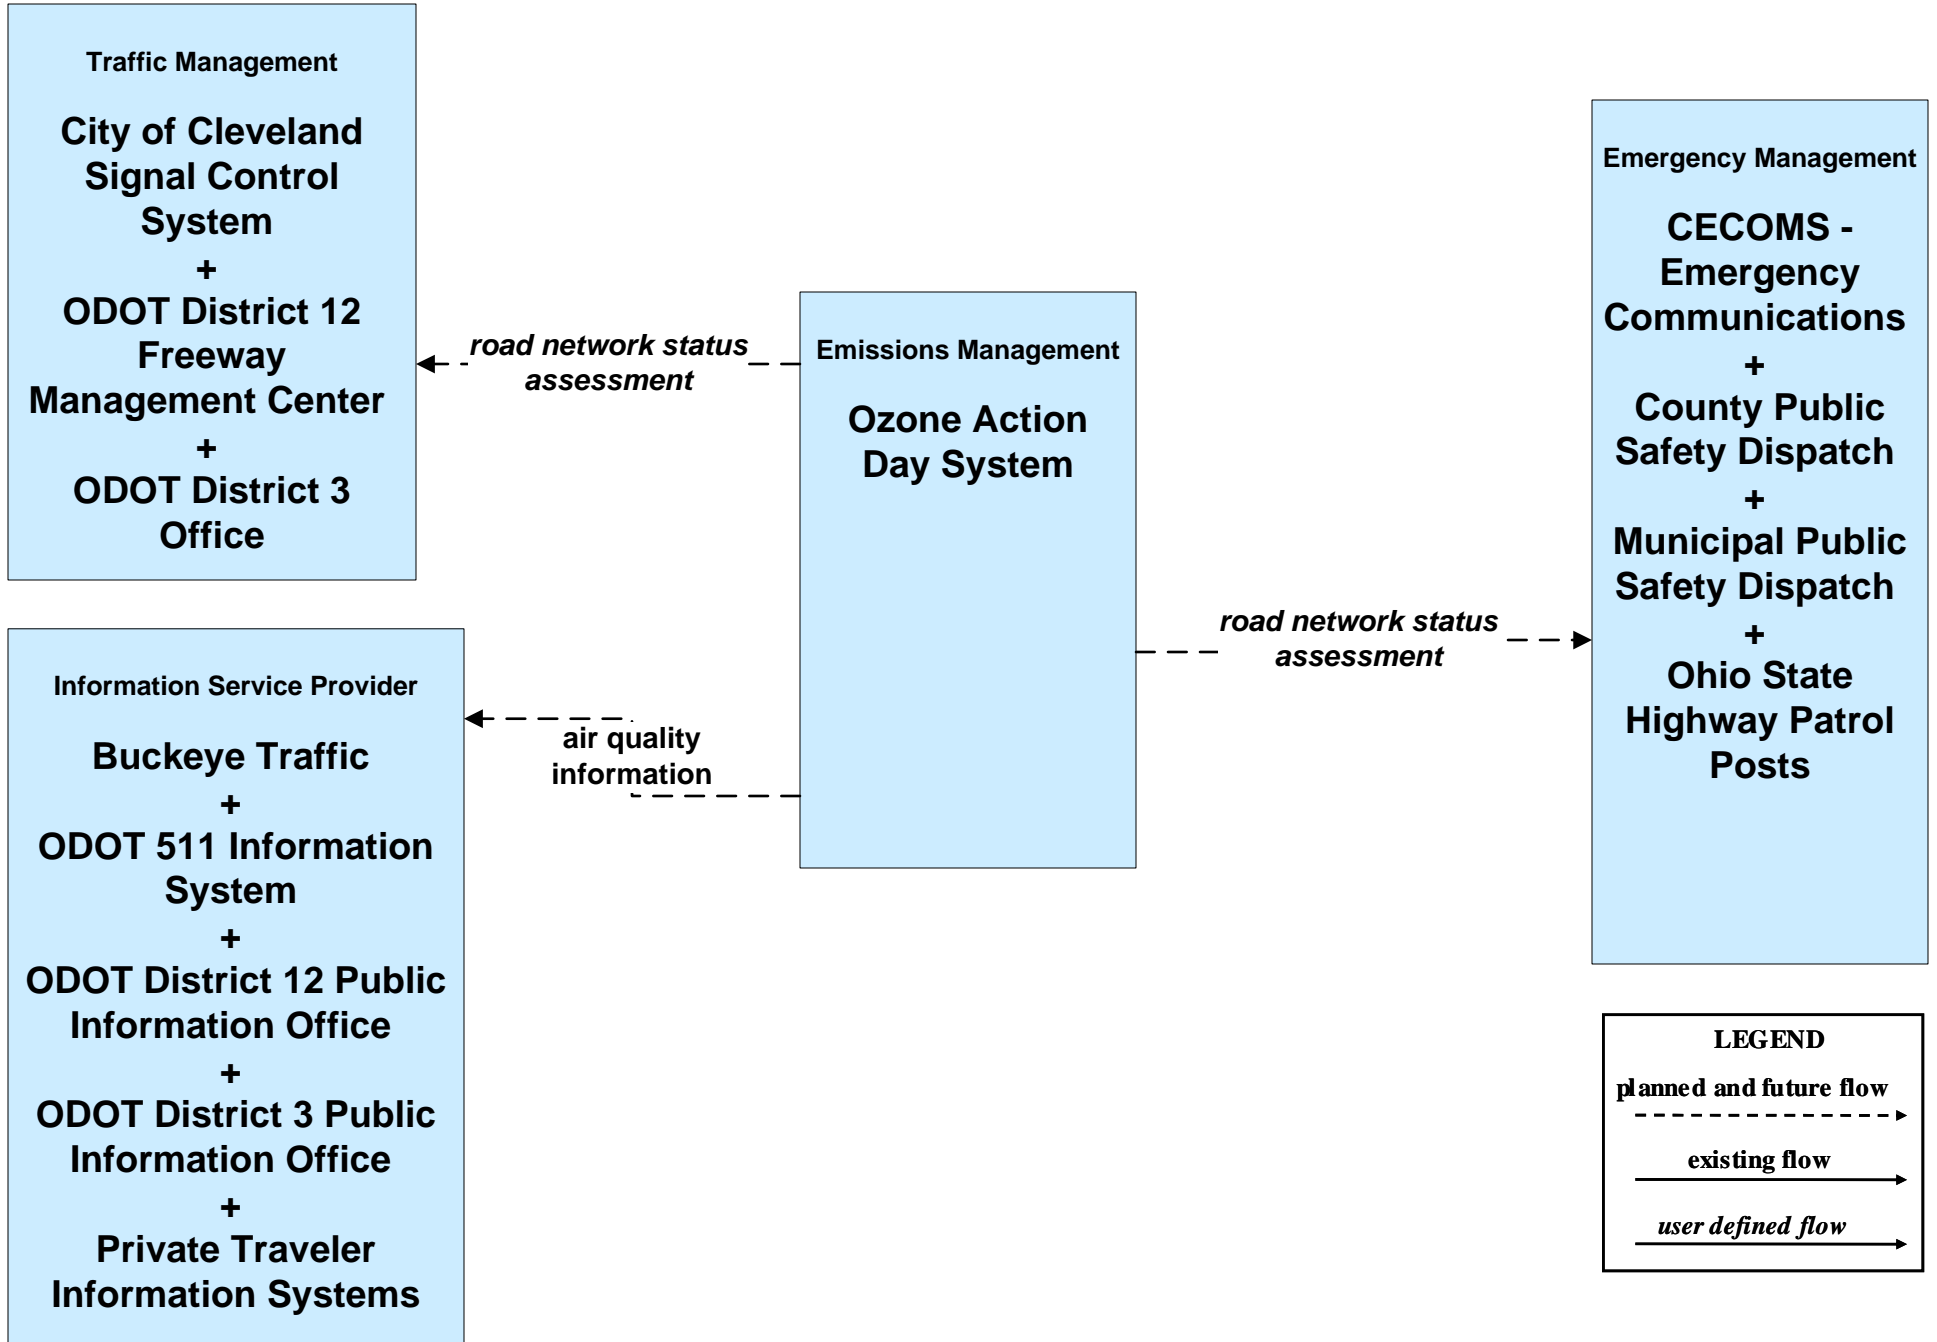 Traffic Management
City of Cleveland
Signal Control
System
+
ODOT District 12
Freeway
Management Center
+
ODOT District 3
Office
Information Service Provider
Buckeye Traffic
+
ODOT 511 Information
System
+
ODOT District 12 Public
Information Office
+
ODOT District 3 Public
Information Office
+
Private Traveler
Information Systems
road network status
assessment
air quality
information
Emissions Management
Ozone Action
Day System
road network status
assessment
Emergency Management
CECOMS -
Emergency
Communications
+
County Public
Safety Dispatch
+
Municipal Public
Safety Dispatch
+
Ohio State
Highway Patrol
Posts
LEGEND
planned and future flow
existing flow
user defined flow